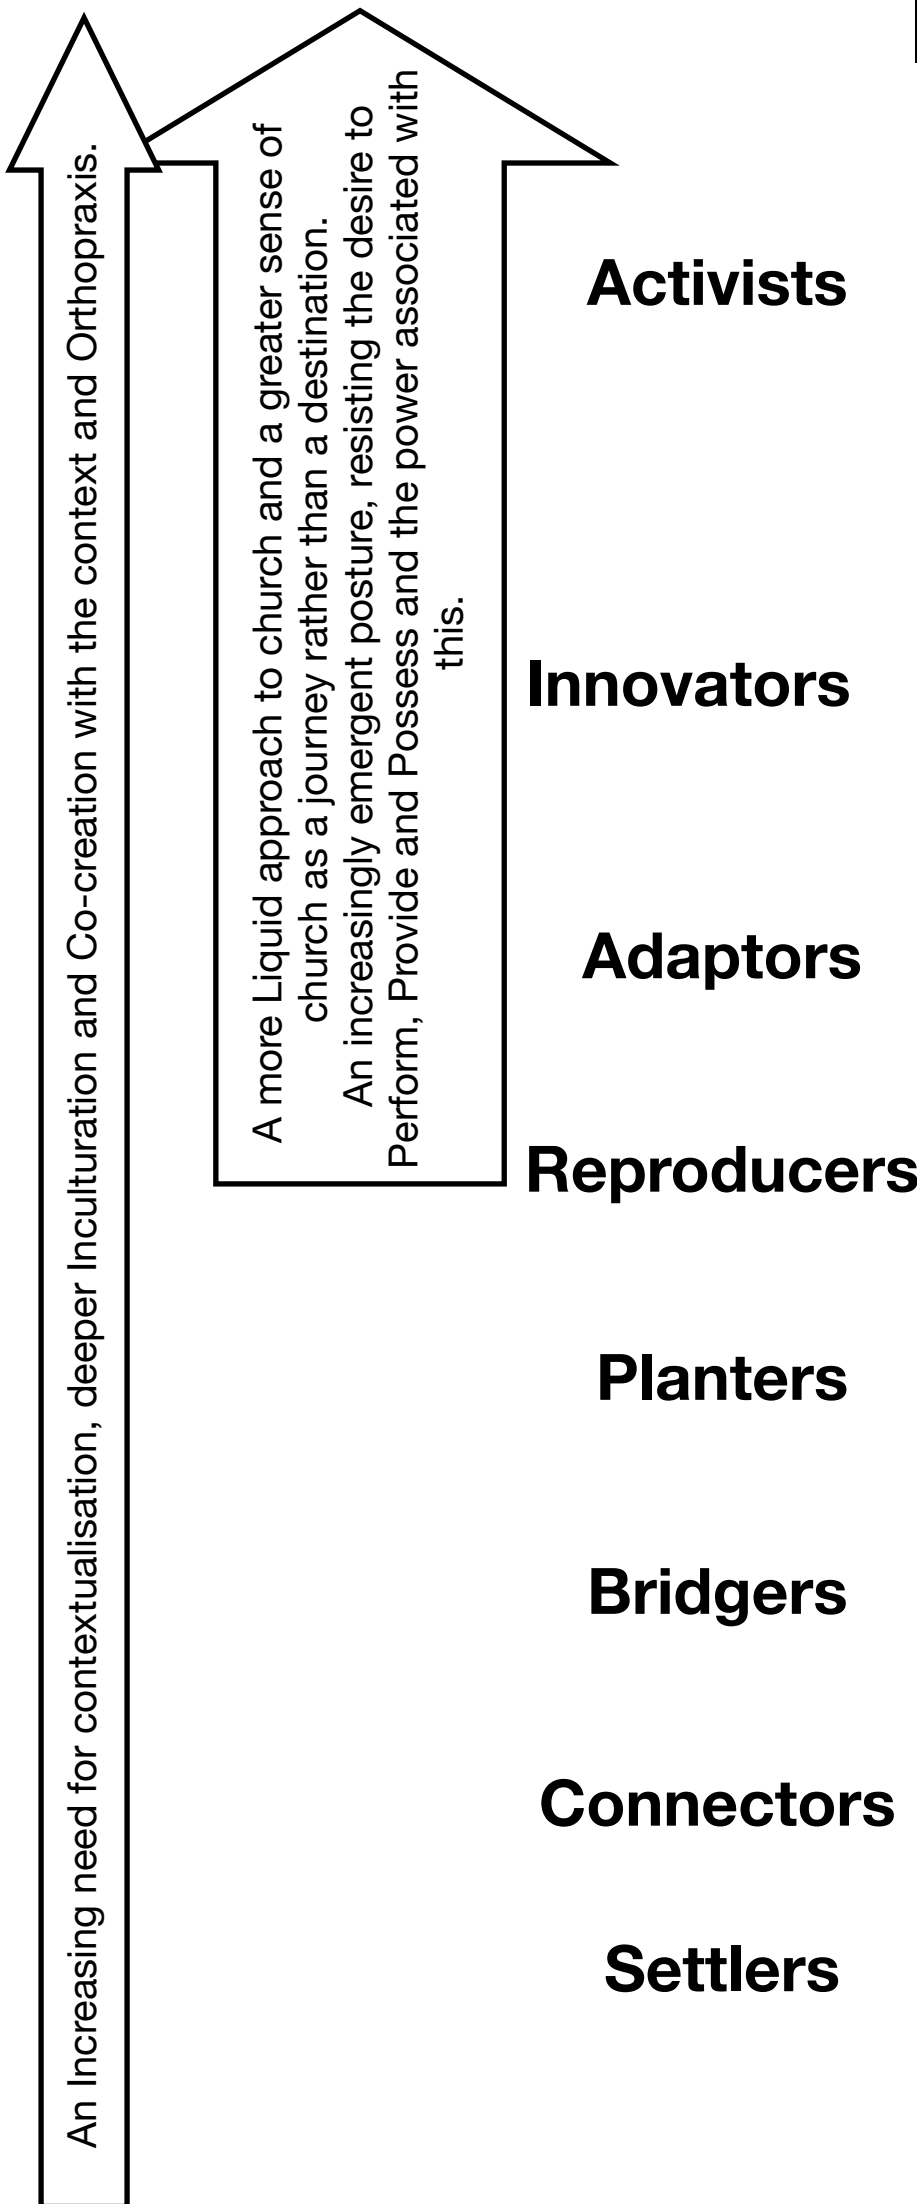 An Increasing need for contextualisation, deeper Inculturation and Co-creation with the context and Orthopraxis.
A more Liquid approach to church and a greater sense of
church as a journey rather than a destination.
An increasingly emergent posture, resisting the desire to
Perform, Provide and Possess and the power associated with
this.
Activists
Innovators
Adaptors
Reproducers
Planters
Bridgers
Connectors
Settlers